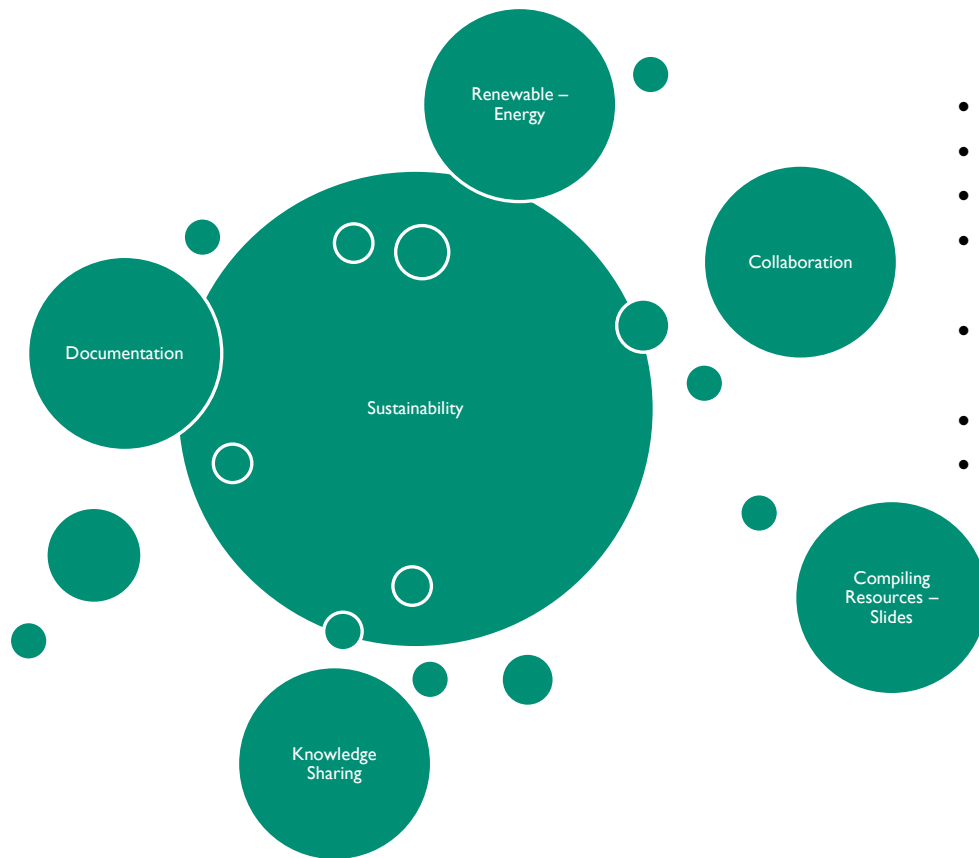 Renewable –
Energy
Collaboration
Documentation
Sustainability
Compiling
Resources –
Slides
Knowledge
Sharing